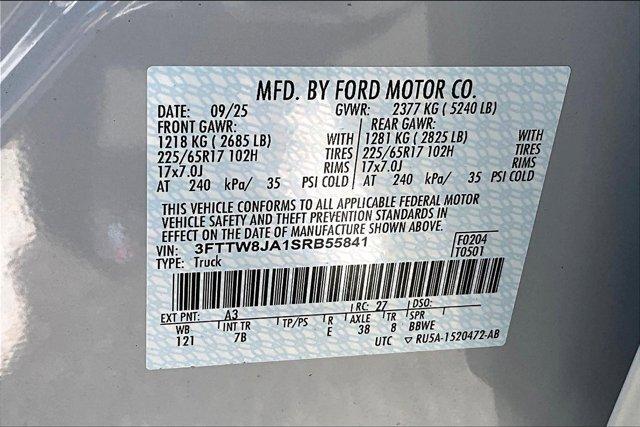 MFD. BY FORD MOTOR CO.
DATE: 09/25 GVWR: 2377 KG ( 5240 LB)
FRONT GAWR: REAR GAWR:
1218 KG ( 2685 LB) WITH 1281 KG ( 2825 LB) WITH
225/65R17 102H TIRES 225/65R17 102H TIRES
17x7.0J RIMS 17x7.0J RIMS
AT 240 kPa/ 35 PSI COLD AT 240 kPa/ 35 PSI COLD
THIS VEHICLE CONFORMS TO ALL APPLICABLE FEDERAL MOTOR
VEHICLE SAFETY AND THEFT PREVENTION STANDARDS IN
EFFECT ON THE DATE OF MANUFACTURE SHOWN ABOVE.
VIN: 3FTTW8JA1SRB55841 F0204
TYPE: Truck T0501
EXT PNT: A3 RC: 27 DSO:
WB INT TR TP/PS R AXLE TR SPR
121 7B E 38 8 BBWE
UTC RU5A-1520472-AB